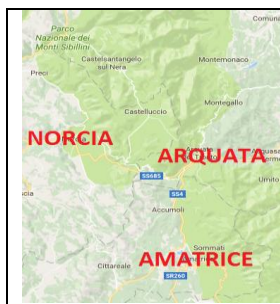 Comuna
Parco
Nazionale dei
Monti Sibillini
Castelsantangelo
sul Nera
Montemonaco
Preci
Castelluccio
Montegallo
NORCIA
ARQUATA
SS685
SS4
Accumoli
Sommati
AMATRICE
Cittareale
SR260